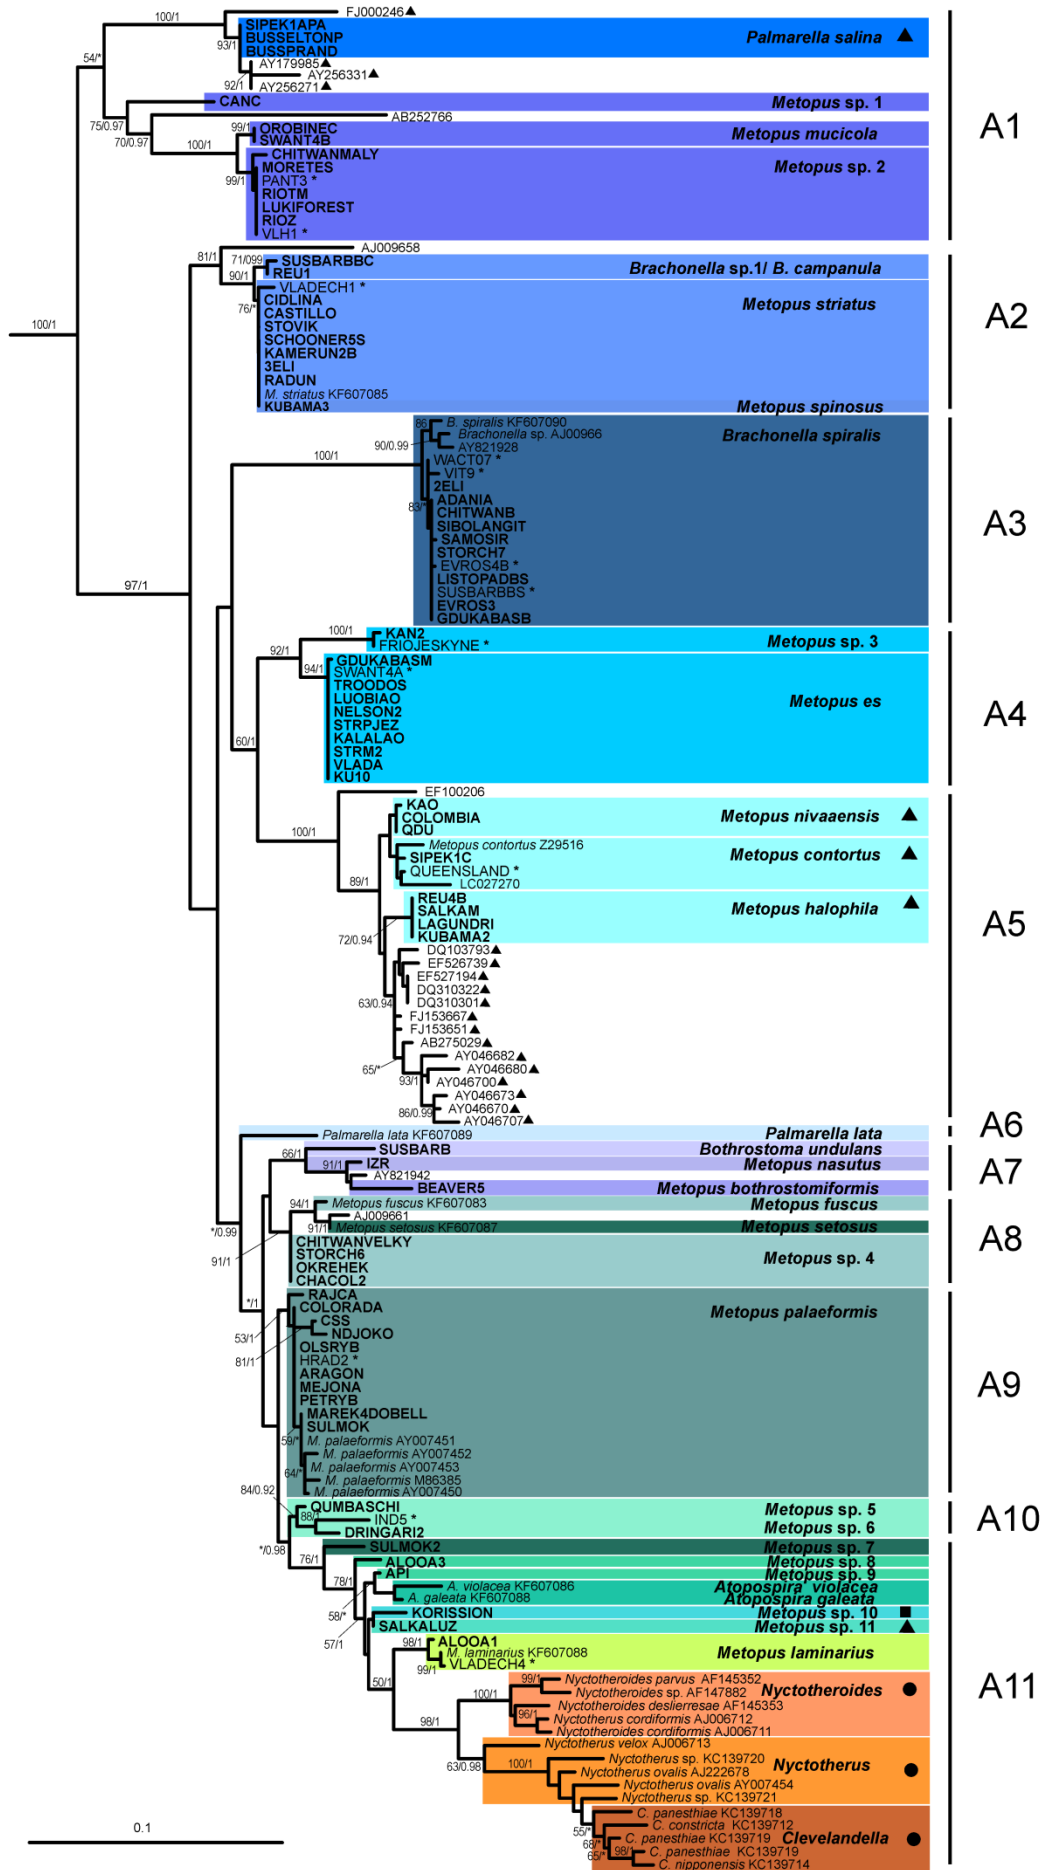 FJ000246▲
100/1
SIPEK1APA
BUSSELTONP
BUSSPRAND
93/1
Palmarella salina ▲
54/*
AY179985▲
AY256331▲
AY256271▲
92/1
CANC
Metopus sp. 1
75/0.97
AB252766
70/0.97
A1
99/1
OROBINEC
SWANT4B
Metopus mucicola
100/1
CHITWANMALY
MORETES
PANT3 *
RIOTM
LUKIFOREST
RIOZ
VLH1 *
99/1
Metopus sp. 2
AJ009658
81/1
71/099
90/1
SUSBARBBC
REU1
Brachonella sp.1/ B. campanula
76/*
VLADECH1 *
CIDLINA
CASTILLO
STOVIK
SCHOONER5S
KAMERUN2B
3ELI
RADUN
M. striatus KF607085
KUBAMA3
Metopus striatus
Metopus spinosus
A2
100/1
86
B. spiralis KF607090
Brachonella sp. AJ00966
90/0.99
AY821928
WACT07 *
VIT9 *
2ELI
83/*
ADANIA
CHITWANB
SIBOLANGIT
SAMOSIR
STORCH7
EVROS4B *
LISTOPADBS
SUSBARBBS *
EVROS3
GDUKABASB
Brachonella spiralis
A3
100/1
97/1
100/1
KAN2
FRIOJESKYNE *
Metopus sp. 3
92/1
94/1
GDUKABASM
SWANT4A *
TROODOS
LUOBIAO
NELSON2
STRPJEZ
KALALAO
STRM2
VLADA
KU10
Metopus es
A4
60/1
EF100206
100/1
KAO
COLOMBIA
QDU
Metopus nivaaensis ▲
89/1
Metopus contortus Z29516
SIPEK1C
QUEENSLAND *
LC027270
Metopus contortus ▲
REU4B
SALKAM
LAGUNDRI
KUBAMA2
Metopus halophila ▲
72/0.94
A5
DQ103793▲
EF526739▲
EF527194▲
DQ310322▲
DQ310301▲
63/0.94
FJ153667▲
FJ153651▲
AB275029▲
AY046682▲
65/*
AY046680▲
93/1
AY046700▲
AY046673▲
AY046670▲
86/0.99
AY046707▲
Palmarella lata KF607089
Palmarella lata
A6
66/1
SUSBARB
Bothrostoma undulans
91/1
IZR
Metopus nasutus
AY821942
BEAVER5
Metopus bothrostomiformis
A7
94/1
Metopus fuscus KF607083
Metopus fuscus
AJ009661
91/1
Metopus setosus KF607087
Metopus setosus
*/0.99
91/1
CHITWANVELKY
STORCH6
OKREHEK
CHACOL2
Metopus sp. 4
A8
*/1
RAJCA
COLORADA
CSS
NDJOKO
53/1
81/1
OLSRYB
HRAD2 *
ARAGON
MEJONA
PETRYB
MAREK4DOBELL
SULMOK
59/*
M. palaeformis AY007451
M. palaeformis AY007452
M. palaeformis AY007453
64/*
M. palaeformis M86385
M. palaeformis AY007450
Metopus palaeformis
A9
84/0.92
QUMBASCHI
88/1
IND5 *
DRINGARI2
Metopus sp. 5
Metopus sp. 6
A10
*/0.98
SULMOK2
Metopus sp. 7
76/1
ALOOA3
Metopus sp. 8
78/1
API
Metopus sp. 9
A. violacea KF607086
Atopospira violacea
A. galeata KF607088
Atopospira galeata
58/*
KORISSION
Metopus sp. 10 ■
57/1
SALKALUZ
Metopus sp. 11 ▲
98/1
ALOOA1
M. laminarius KF607088
VLADECH4 *
99/1
Metopus laminarius
50/1
A11
99/1
Nyctotheroides parvus AF145352
Nyctotheroides sp. AF147882
100/1
Nyctotheroides deslierresae AF145353
96/1
Nyctotherus cordiformis AJ006712
Nyctotheroides cordiformis AJ006711
Nyctotheroides ●
98/1
Nyctotherus velox AJ006713
63/0.98
100/1
Nyctotherus sp. KC139720
Nyctotherus ovalis AJ222678
Nyctotherus ovalis AY007454
Nyctotherus sp. KC139721
Nyctotherus ●
C. panesthiae KC139718
55/*
C. constricta KC139712
68/*
C. panesthiae KC139719
65/*
98/1
C. panesthiae KC139719
C. nipponensis KC139714
Clevelandella ●
0.1